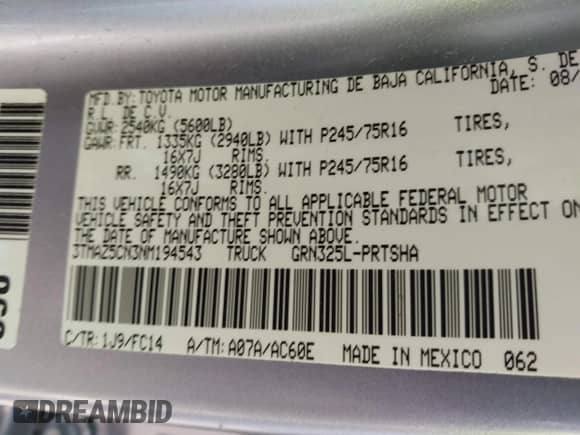 MFD.BY:TOYOTA MOTOR MANUFACTURING DE BAJA CALIFORNIA, S. DE
R.L. DE C.V. DATE: 08/
GVWR: 2540KG (5600LB)
GAWR: FRT. 1335KG (2940LB) WITH P245/75R16 TIRES,
16X7J RIMS.
RR. 1490KG (3280LB) WITH P245/75R16 TIRES,
16X7J RIMS.
THIS VEHICLE CONFORMS TO ALL APPLICABLE FEDERAL MOTOR
VEHICLE SAFETY AND THEFT PREVENTION STANDARDS IN EFFECT ON
THE DATE OF MANUFACTURE SHOWN ABOVE.
3TMAZ5CN3NM194543 TRUCK GRN325L-PRTSHA
C/TR: 1J9/FC14 A/TM: A07A/AC60E MADE IN MEXICO 062
DREAMBID